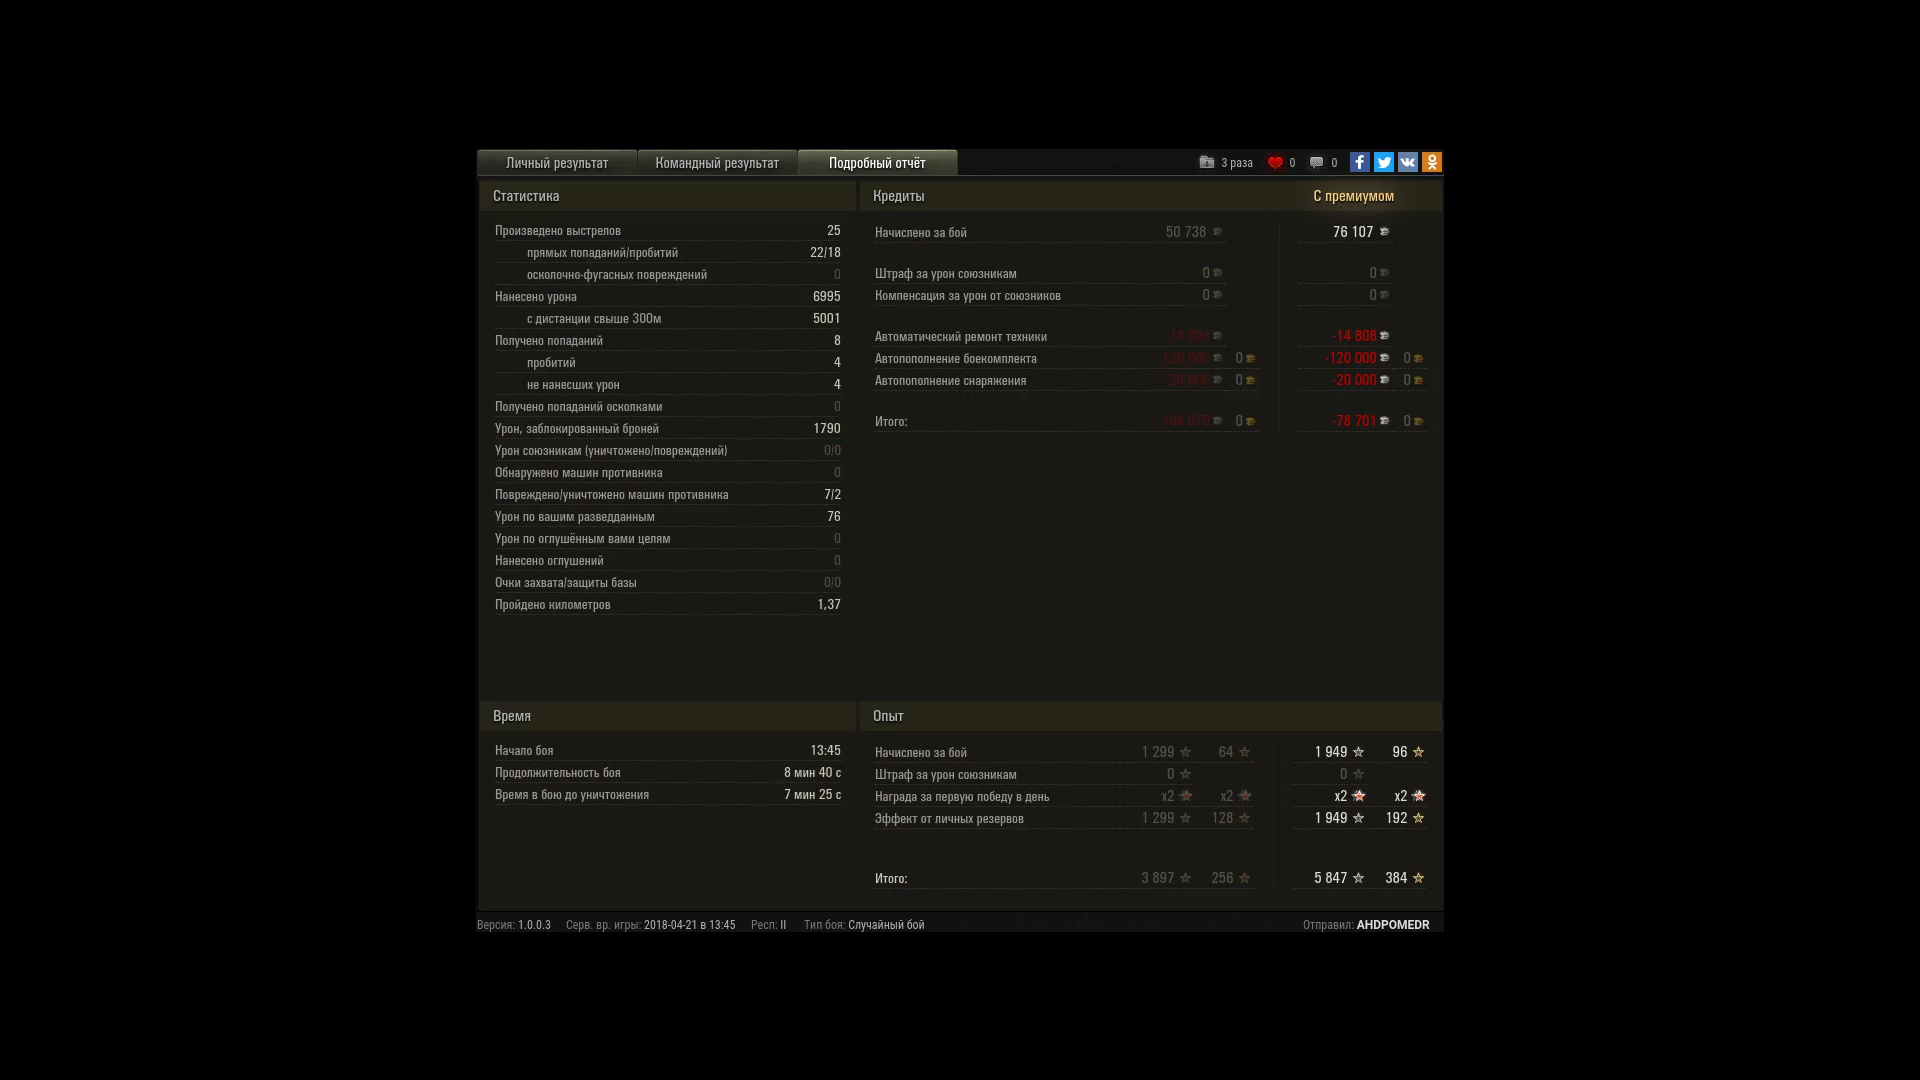 Личный результат Командный результат Подробный отчёт 3 раза 0 0
Статистика
Произведено выстрелов 25
прямых попаданий/пробитий 22/18
осколочно-фугасных повреждений 0
Нанесено урона 6995
с дистанции свыше 300м 5001
Получено попаданий 8
пробитий 4
не нанесших урон 4
Получено попаданий осколками 0
Урон, заблокированный броней 1790
Урон союзникам (уничтожено/повреждений) 0/0
Обнаружено машин противника 0
Повреждено/уничтожено машин противника 7/2
Урон по вашим разведданным 76
Урон по оглушённым вами целям 0
Нанесено оглушений 0
Очки захвата/защиты базы 0/0
Пройдено километров 1,37
Кредиты С премиумом
Начислено за бой 50 738 76 107
Штраф за урон союзникам 0 0
Компенсация за урон от союзников 0 0
Автоматический ремонт техники -14 808
Автопополнение боекомплекта 0 -120 000 0
Автопополнение снаряжения 0 -20 000 0
Итого: 0 -78 701 0
Время
Начало боя 13:45
Продолжительность боя 8 мин 40 с
Время в бою до уничтожения 7 мин 25 с
Опыт
Начислено за бой 1 299 64 1 949 96
Штраф за урон союзникам 0 0
Награда за первую победу в день x2 x2 x2 x2
Эффект от личных резервов 1 299 128 1 949 192
Итого: 3 897 256 5 847 384
Версия: 1.0.0.3 Серв. вр. игры: 2018-04-21 в 13:45 Респ: II Тип боя: Случайный бой Отправил: AHDPOMEDR